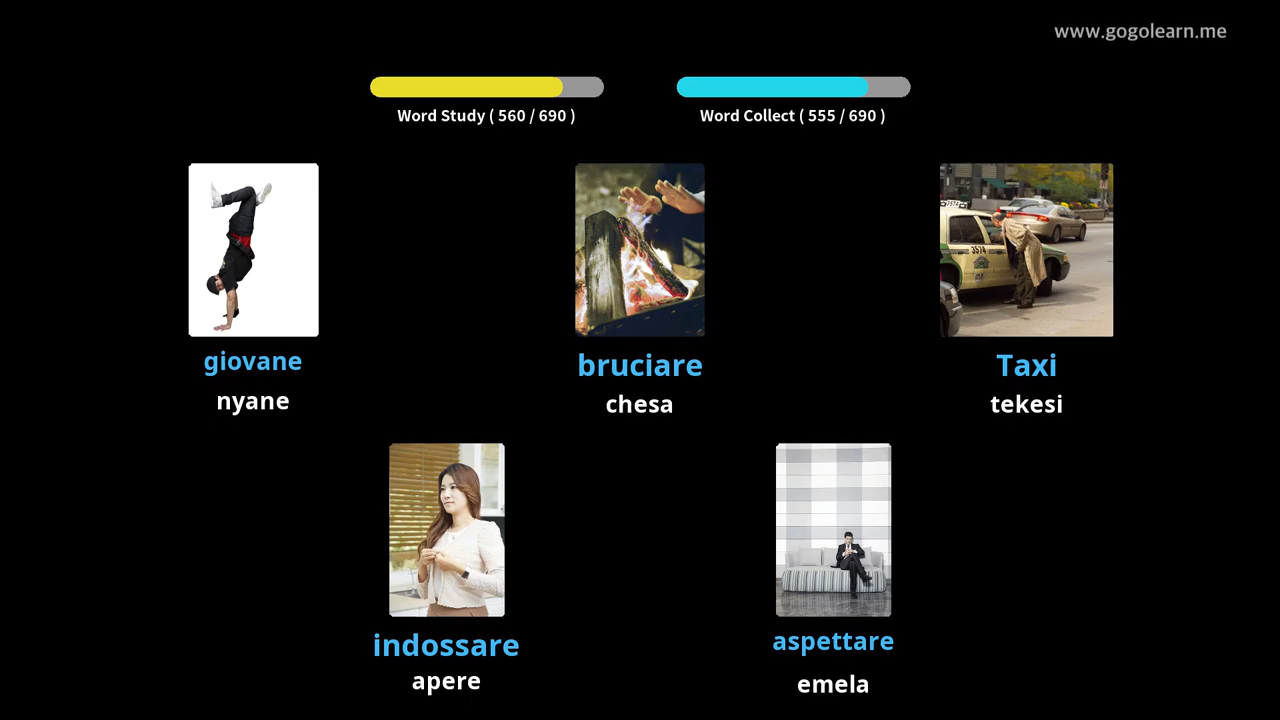 www.gogolearn.me
Word Study ( 560 / 690 )
Word Collect ( 555 / 690 )
giovane
nyane
bruciare
chesa
Taxi
tekesi
indossare
apere
aspettare
emela